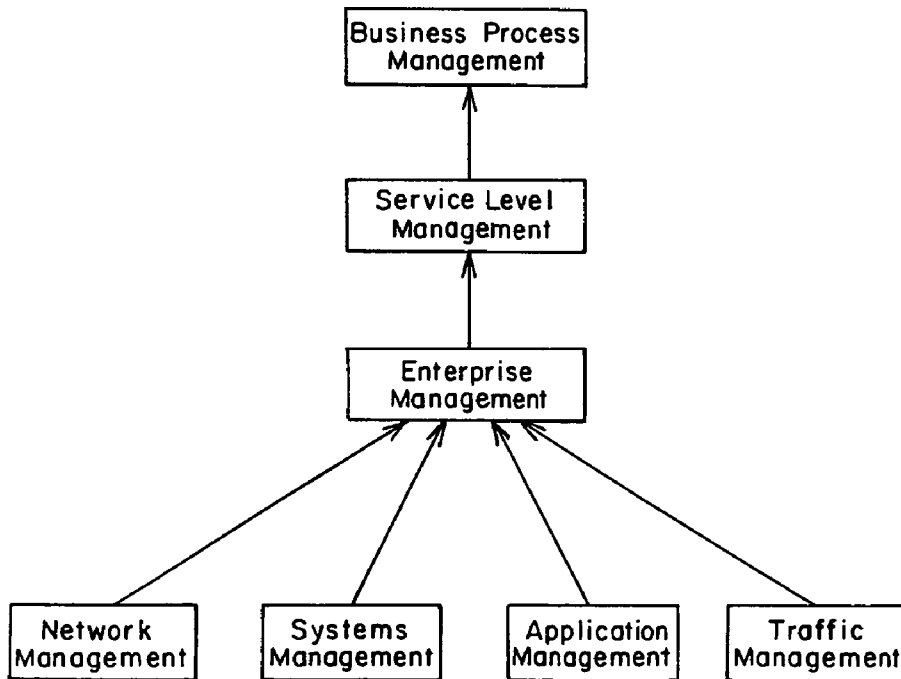 Business Process
Management
Service Level
Management
Enterprise
Management
Network
Management
Systems
Management
Application
Management
Traffic
Management